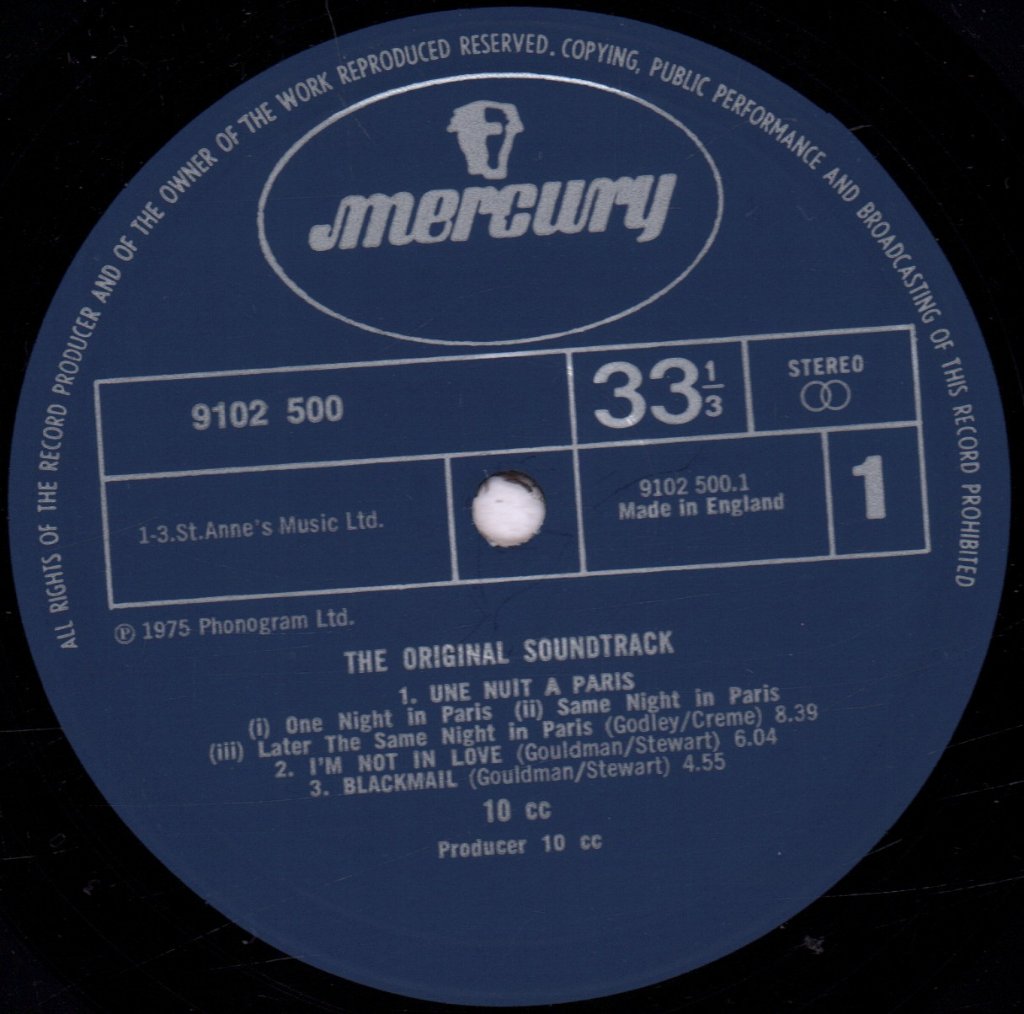 ALL RIGHTS OF THE RECORD PRODUCER AND OF THE OWNER OF THE WORK REPRODUCED RESERVED. COPYING, PUBLIC PERFORMANCE AND BROADCASTING OF THIS RECORD PROHIBITED
mercury
9102 500
33 1/3
STEREO
1-3.St.Anne's Music Ltd.
9102 500.1
Made in England
1
℗ 1975 Phonogram Ltd.
THE ORIGINAL SOUNDTRACK
1. UNE NUIT A PARIS
(i) One Night in Paris (ii) Same Night in Paris
(iii) Later The Same Night in Paris (Godley/Creme) 8.39
2. I'M NOT IN LOVE (Gouldman/Stewart) 6.04
3. BLACKMAIL (Gouldman/Stewart) 4.55
10 cc
Producer 10 cc